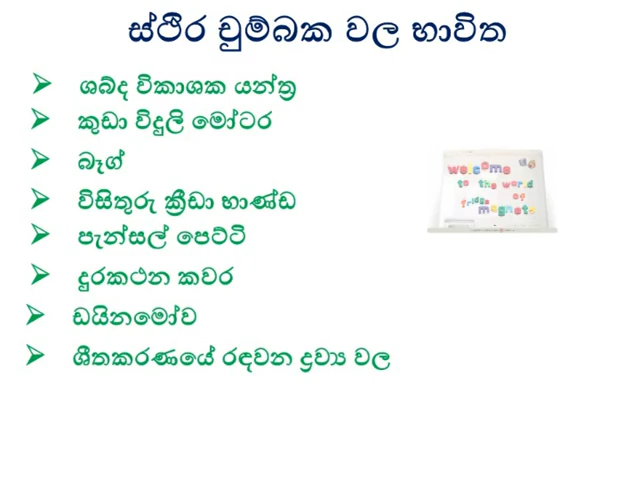 ස්ථිර චුම්බක වල භාවිත
ශබ්ද විකාශක යන්ත්‍ර
කුඩා විදුලි මෝටර
බෑග්
විසිතුරු ක්‍රීඩා භාණ්ඩ
පැන්සල් පෙට්ටි
දුරකථන කවර
ඩයිනමෝව
ශීතකරණයේ රඳවන ද්‍රව්‍ය වල
welcome
to the world
of
fridge
magnets